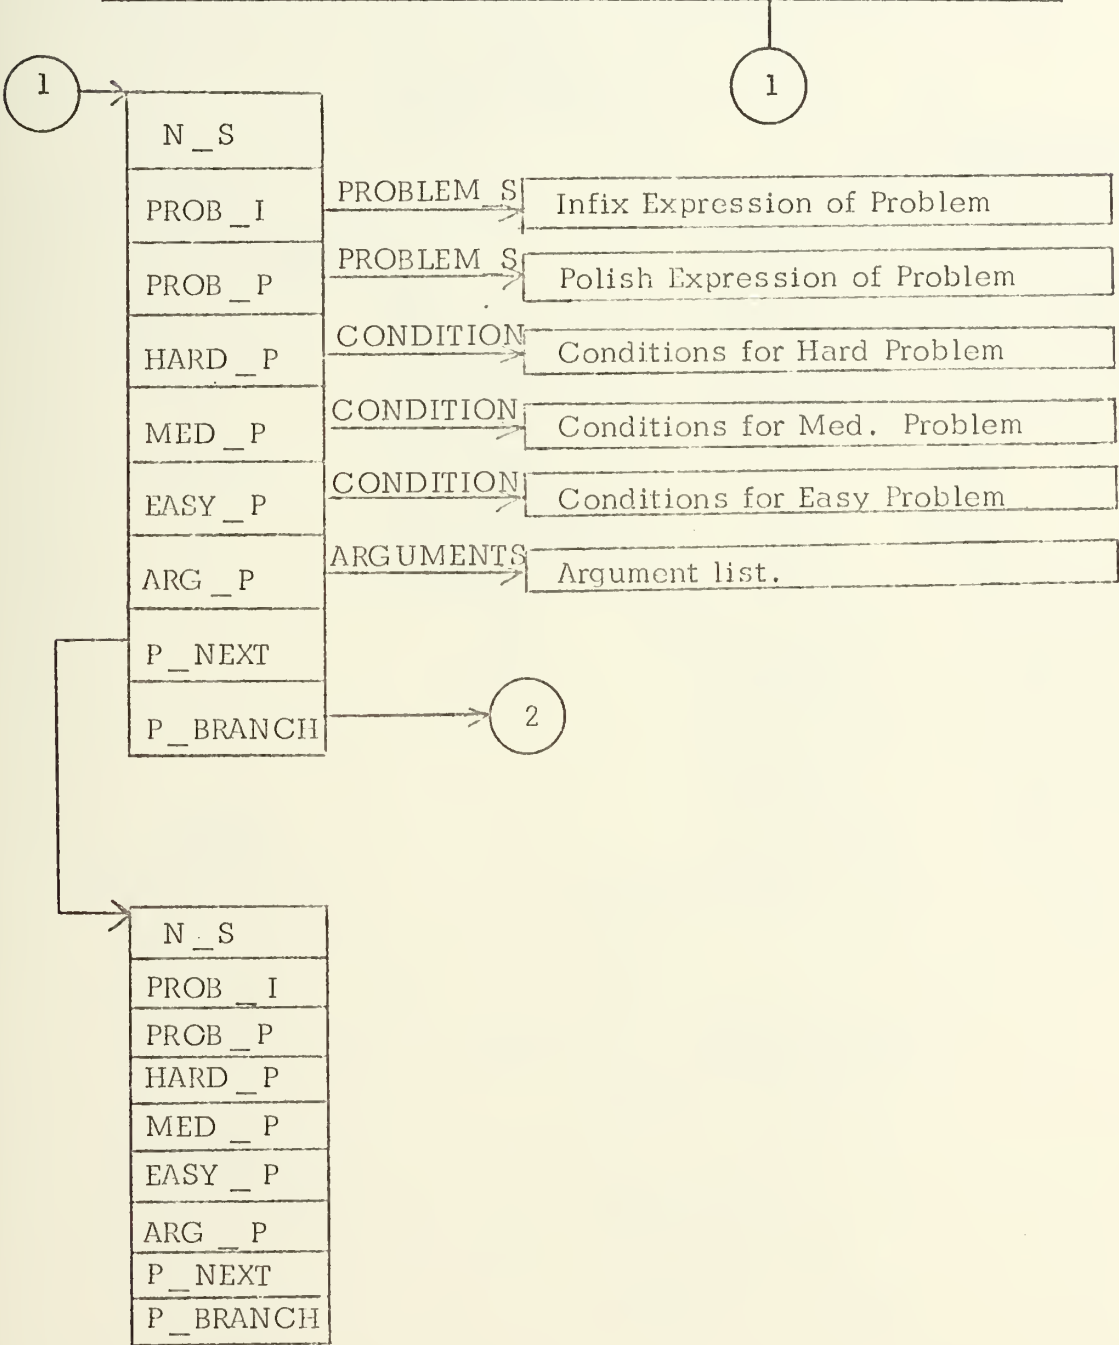 1
1
N_S
PROB_I PROBLEM_S Infix Expression of Problem
PROB_P PROBLEM_S Polish Expression of Problem
HARD_P CONDITION Conditions for Hard Problem
MED_P CONDITION Conditions for Med. Problem
EASY_P CONDITION Conditions for Easy Problem
ARG_P ARGUMENTS Argument list.
P_NEXT
P_BRANCH 2
N_S
PROB_I
PROB_P
HARD_P
MED_P
EASY_P
ARG_P
P_NEXT
P_BRANCH